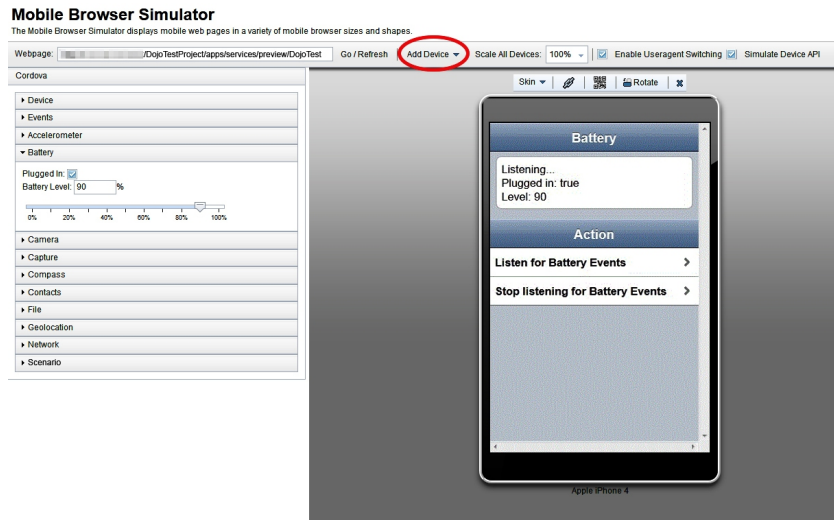 Mobile Browser Simulator
The Mobile Browser Simulator displays mobile web pages in a variety of mobile browser sizes and shapes.
Webpage: /DojoTestProject/apps/services/preview/DojoTest Go / Refresh Add Device Scale All Devices: 100% Enable Useragent Switching Simulate Device API
Cordova
Device
Events
Accelerometer
Battery
Plugged In:
Battery Level: 90 %
0% 20% 40% 60% 80% 100%
Camera
Capture
Compass
Contacts
File
Geolocation
Network
Scenario
Skin Rotate
Battery
Listening...
Plugged in: true
Level: 90
Action
Listen for Battery Events
Stop listening for Battery Events
Apple iPhone 4